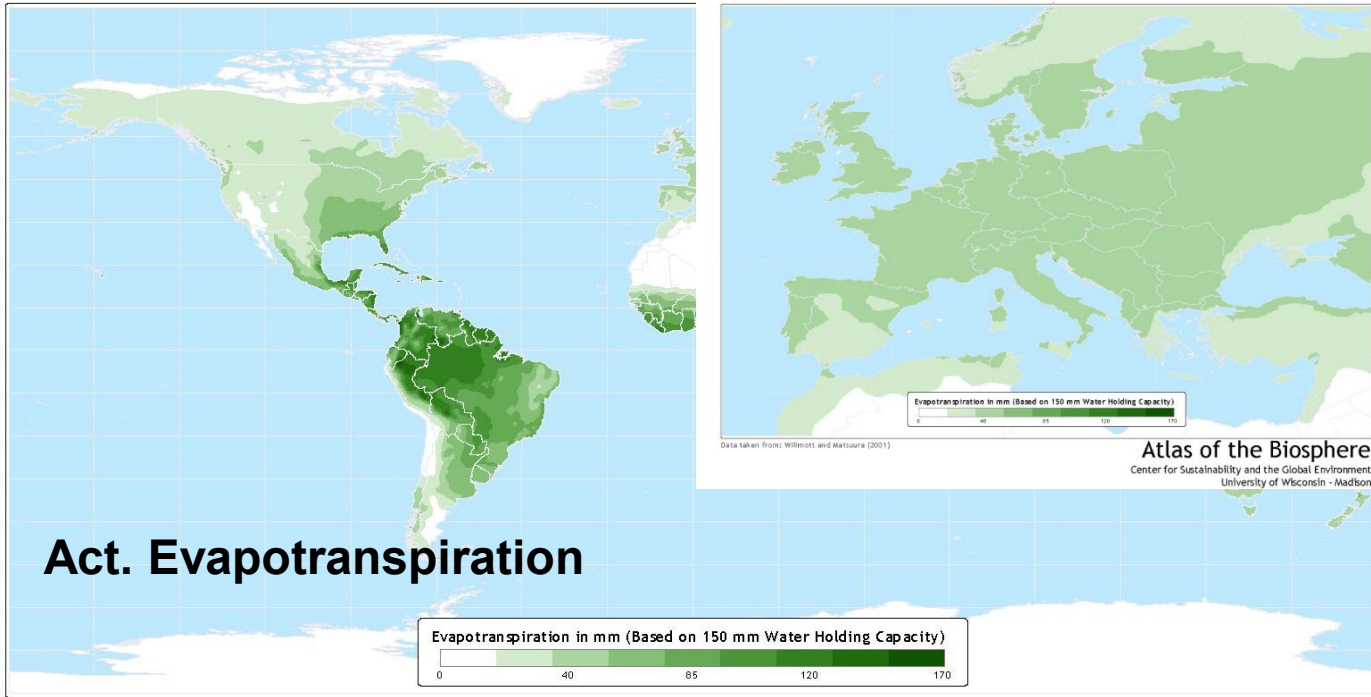 Evapotranspiration in mm (Based on 150 mm Water Holding Capacity)
0 40 85 120 170
Data taken from: Willmott and Matsuura (2001)
Atlas of the Biosphere
Center for Sustainability and the Global Environment
University of Wisconsin - Madison
Act. Evapotranspiration
Evapotranspiration in mm (Based on 150 mm Water Holding Capacity)
0 40 85 120 170